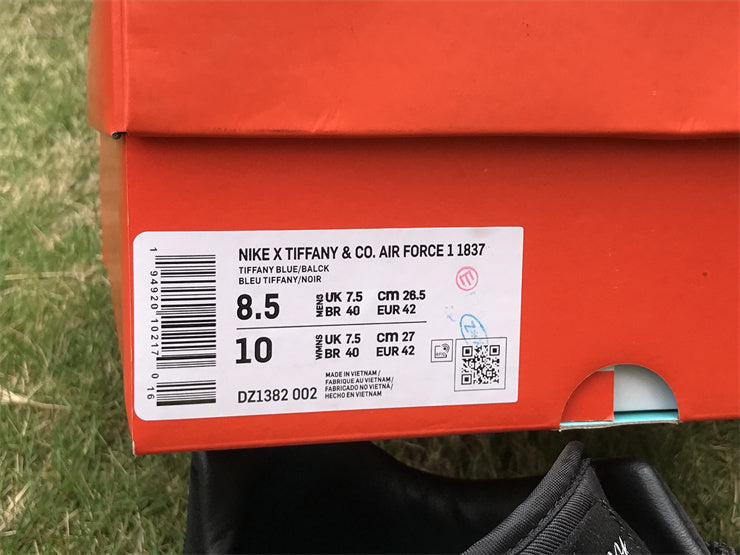 NIKE X TIFFANY & CO. AIR FORCE 1 1837
TIFFANY BLUE/BALCK
BLEU TIFFANY/NOIR
8.5 MENS UK 7.5 cm 26.5
BR 40 EUR 42
10 WMNS UK 7.5 cm 27
BR 40 EUR 42
DZ1382 002
MADE IN VIETNAM/
FABRIQUE AU VIETNAM/
FABRICADO NO VIETNÃ/
HECHO EN VIETNAM
1 94920 10217 0 16